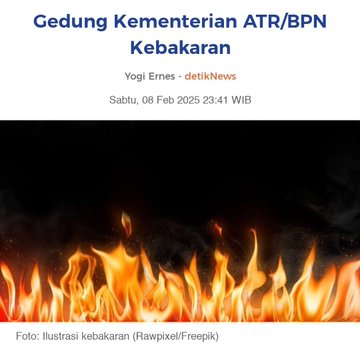 Gedung Kementerian ATR/BPN
Kebakaran
Yogi Ernes - detikNews
Sabtu, 08 Feb 2025 23:41 WIB
Foto: Ilustrasi kebakaran (Rawpixel/Freepik)